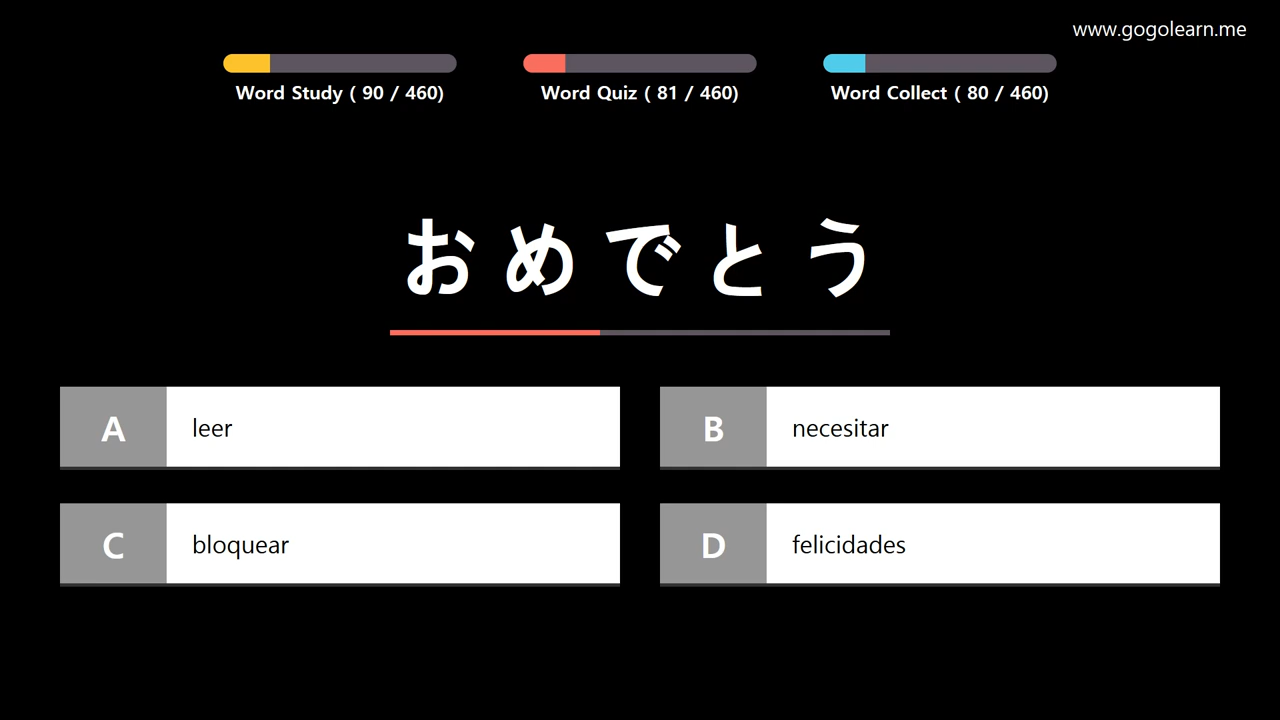 www.gogolearn.me
Word Study ( 90 / 460)
Word Quiz ( 81 / 460)
Word Collect ( 80 / 460)
おめでとう
A leer
B necesitar
C bloquear
D felicidades